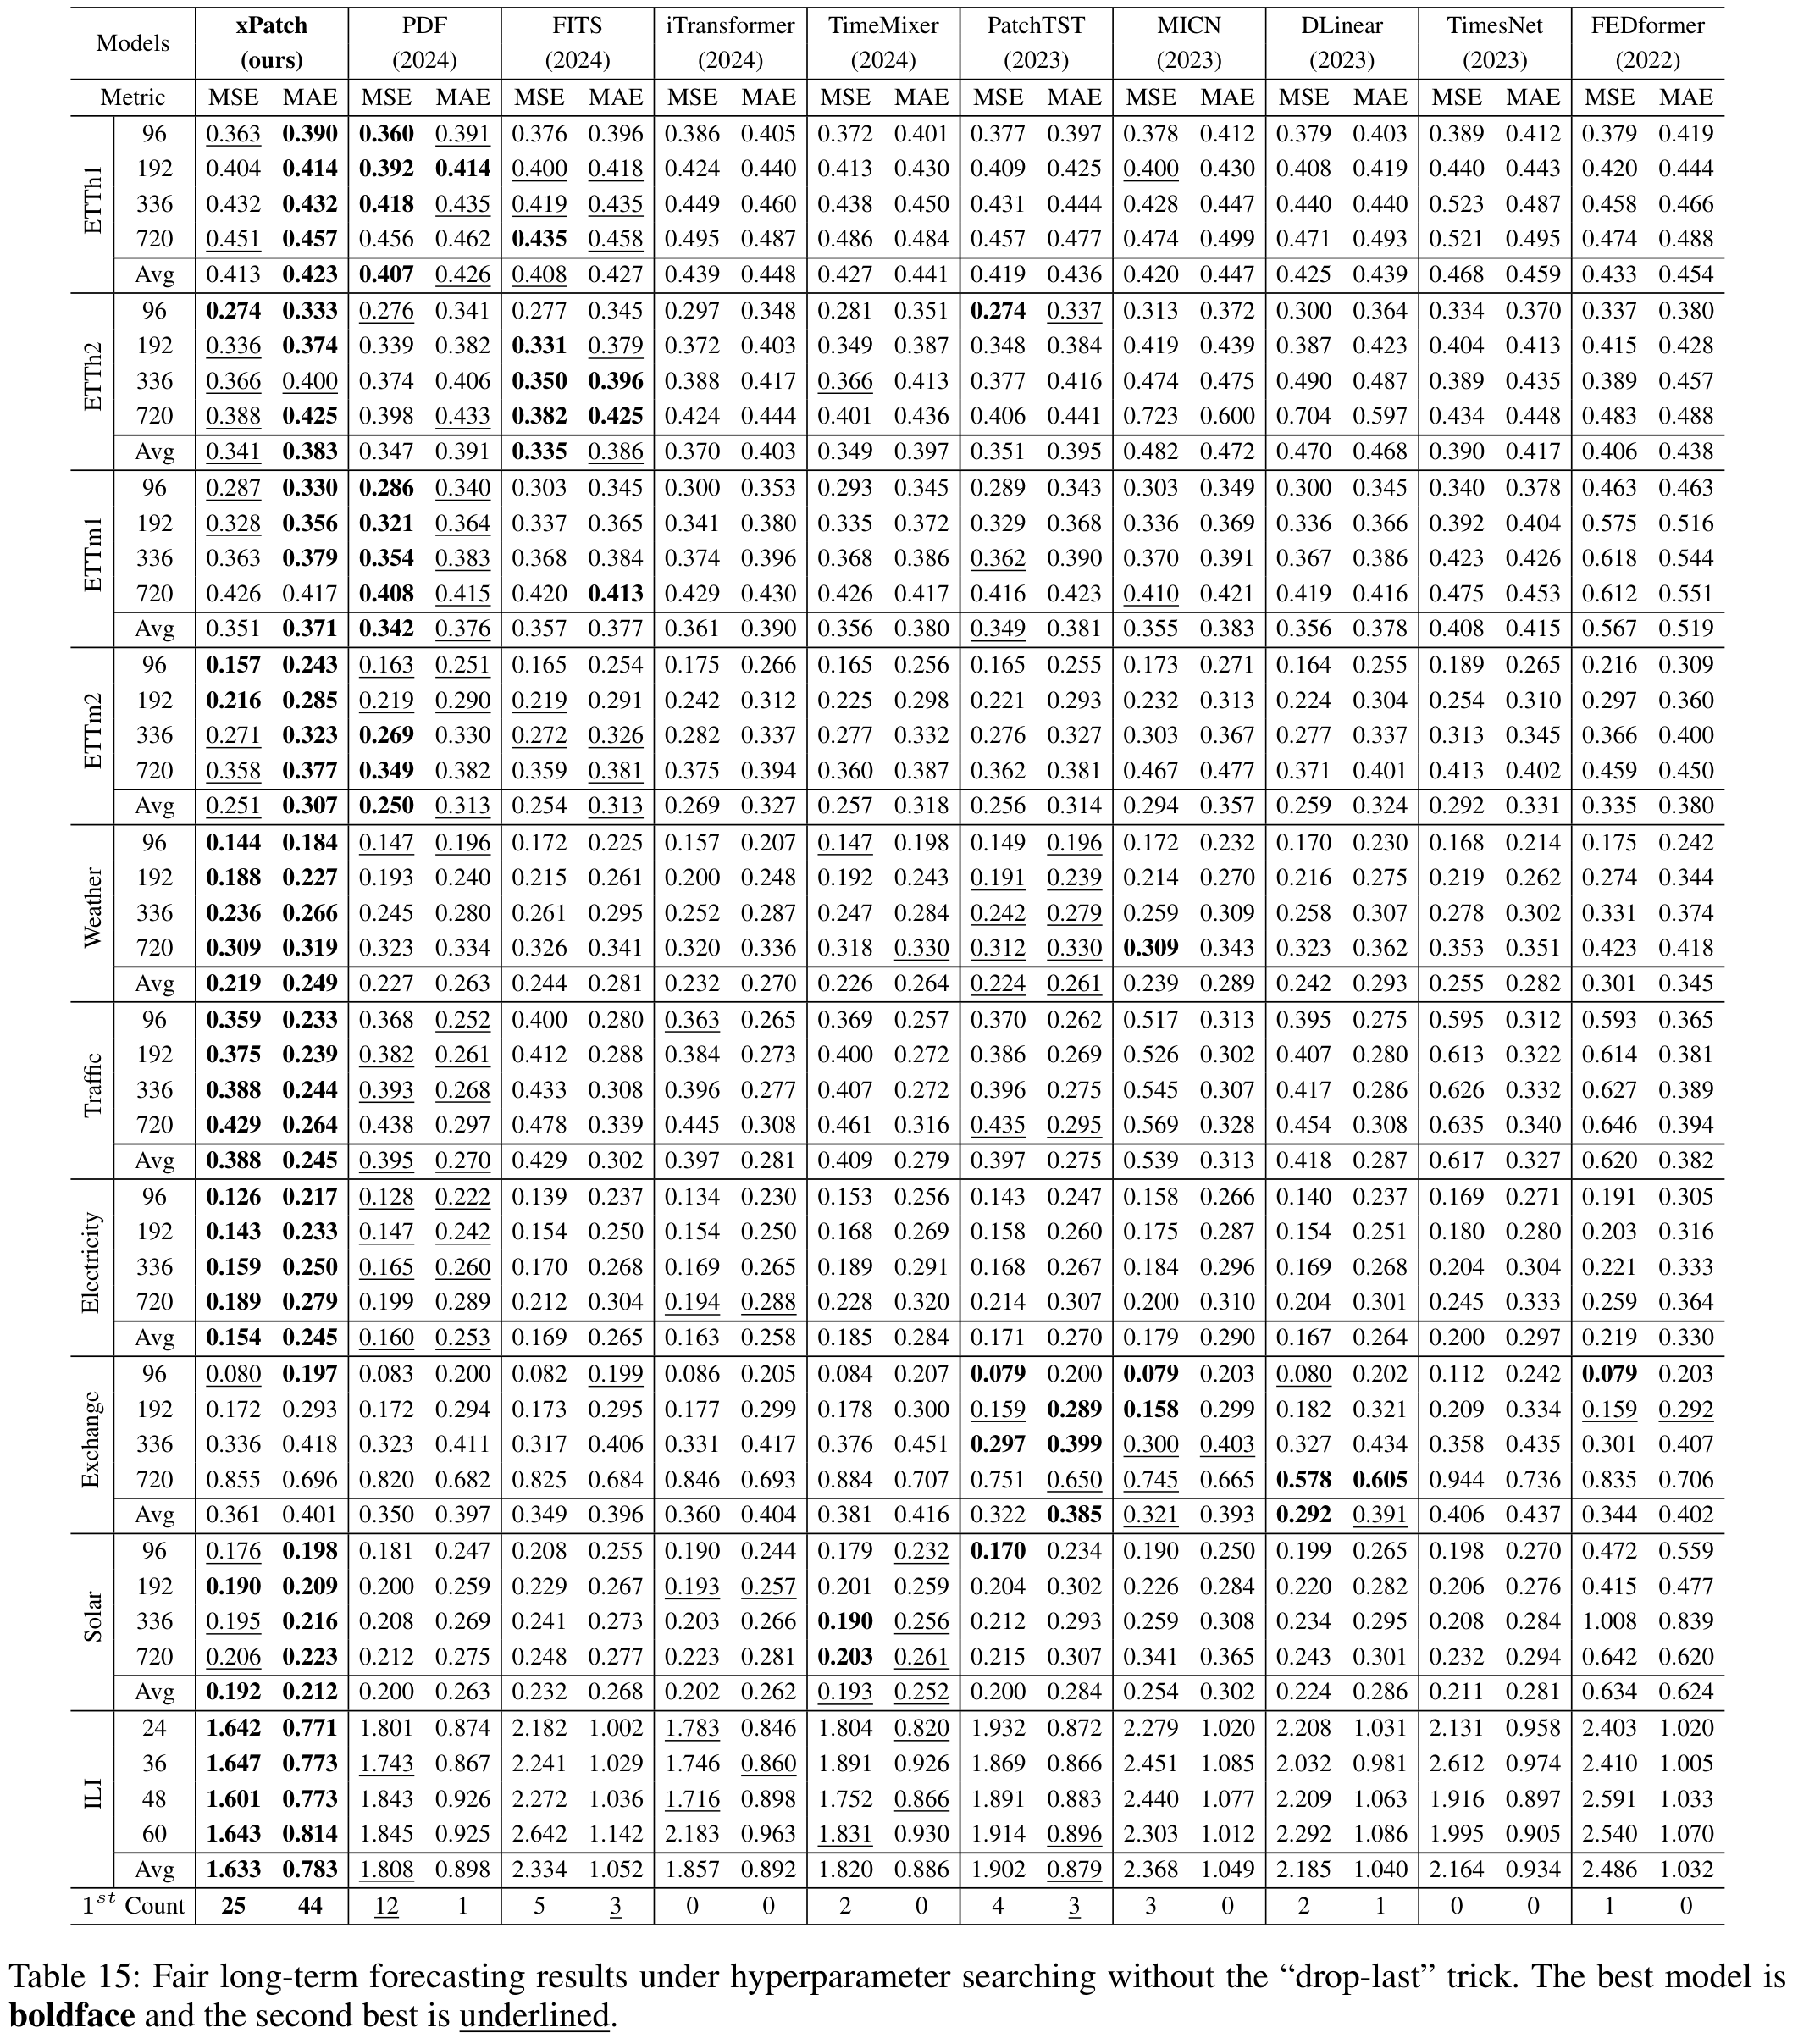 Models xPatch PDF FITS iTransformer TimeMixer PatchTST MICN DLinear TimesNet FEDformer
(ours) (2024) (2024) (2024) (2024) (2023) (2023) (2023) (2023) (2022)
Metric MSE MAE MSE MAE MSE MAE MSE MAE MSE MAE MSE MAE MSE MAE MSE MAE MSE MAE MSE MAE
ETTh1
96 0.363 0.390 0.360 0.391 0.376 0.396 0.386 0.405 0.372 0.401 0.377 0.397 0.378 0.412 0.379 0.403 0.389 0.412 0.379 0.419
192 0.404 0.414 0.392 0.414 0.400 0.418 0.424 0.440 0.413 0.430 0.409 0.425 0.400 0.430 0.408 0.419 0.440 0.443 0.420 0.444
336 0.432 0.432 0.418 0.435 0.419 0.435 0.449 0.460 0.438 0.450 0.431 0.444 0.428 0.447 0.440 0.440 0.523 0.487 0.458 0.466
720 0.451 0.457 0.456 0.462 0.435 0.458 0.495 0.487 0.486 0.484 0.457 0.477 0.474 0.499 0.471 0.493 0.521 0.495 0.474 0.488
Avg 0.413 0.423 0.407 0.426 0.408 0.427 0.439 0.448 0.427 0.441 0.419 0.436 0.420 0.447 0.425 0.439 0.468 0.459 0.433 0.454
ETTh2
96 0.274 0.333 0.276 0.341 0.277 0.345 0.297 0.348 0.281 0.351 0.274 0.337 0.313 0.372 0.300 0.364 0.334 0.370 0.337 0.380
192 0.336 0.374 0.339 0.382 0.331 0.379 0.372 0.403 0.349 0.387 0.348 0.384 0.419 0.439 0.387 0.423 0.404 0.413 0.415 0.428
336 0.366 0.400 0.374 0.406 0.350 0.396 0.388 0.417 0.366 0.413 0.377 0.416 0.474 0.475 0.490 0.487 0.389 0.435 0.389 0.457
720 0.388 0.425 0.398 0.433 0.382 0.425 0.424 0.444 0.401 0.436 0.406 0.441 0.723 0.600 0.704 0.597 0.434 0.448 0.483 0.488
Avg 0.341 0.383 0.347 0.391 0.335 0.386 0.370 0.403 0.349 0.397 0.351 0.395 0.482 0.472 0.470 0.468 0.390 0.417 0.406 0.438
ETTm1
96 0.287 0.330 0.286 0.340 0.303 0.345 0.300 0.353 0.293 0.345 0.289 0.343 0.303 0.349 0.300 0.345 0.340 0.378 0.463 0.463
192 0.328 0.356 0.321 0.364 0.337 0.365 0.341 0.380 0.335 0.372 0.329 0.368 0.336 0.369 0.336 0.366 0.392 0.404 0.575 0.516
336 0.363 0.379 0.354 0.383 0.368 0.384 0.374 0.396 0.368 0.386 0.362 0.390 0.370 0.391 0.367 0.386 0.423 0.426 0.618 0.544
720 0.426 0.417 0.408 0.415 0.420 0.413 0.429 0.430 0.426 0.417 0.416 0.423 0.410 0.421 0.419 0.416 0.475 0.453 0.612 0.551
Avg 0.351 0.371 0.342 0.376 0.357 0.377 0.361 0.390 0.356 0.380 0.349 0.381 0.355 0.383 0.356 0.378 0.408 0.415 0.567 0.519
ETTm2
96 0.157 0.243 0.163 0.251 0.165 0.254 0.175 0.266 0.165 0.256 0.165 0.255 0.173 0.271 0.164 0.255 0.189 0.265 0.216 0.309
192 0.216 0.285 0.219 0.290 0.219 0.291 0.242 0.312 0.225 0.298 0.221 0.293 0.232 0.313 0.224 0.304 0.254 0.310 0.297 0.360
336 0.271 0.323 0.269 0.330 0.272 0.326 0.282 0.337 0.277 0.332 0.276 0.327 0.303 0.367 0.277 0.337 0.313 0.345 0.366 0.400
720 0.358 0.377 0.349 0.382 0.359 0.381 0.375 0.394 0.360 0.387 0.362 0.381 0.467 0.477 0.371 0.401 0.413 0.402 0.459 0.450
Avg 0.251 0.307 0.250 0.313 0.254 0.313 0.269 0.327 0.257 0.318 0.256 0.314 0.294 0.357 0.259 0.324 0.292 0.331 0.335 0.380
Weather
96 0.144 0.184 0.147 0.196 0.172 0.225 0.157 0.207 0.147 0.198 0.149 0.196 0.172 0.232 0.170 0.230 0.168 0.214 0.175 0.242
192 0.188 0.227 0.193 0.240 0.215 0.261 0.200 0.248 0.192 0.243 0.191 0.239 0.214 0.270 0.216 0.275 0.219 0.262 0.274 0.344
336 0.236 0.266 0.245 0.280 0.261 0.295 0.252 0.287 0.247 0.284 0.242 0.279 0.259 0.309 0.258 0.307 0.278 0.302 0.331 0.374
720 0.309 0.319 0.323 0.334 0.326 0.341 0.320 0.336 0.318 0.330 0.312 0.330 0.309 0.343 0.323 0.362 0.353 0.351 0.423 0.418
Avg 0.219 0.249 0.227 0.263 0.244 0.281 0.232 0.270 0.226 0.264 0.224 0.261 0.239 0.289 0.242 0.293 0.255 0.282 0.301 0.345
Traffic
96 0.359 0.233 0.368 0.252 0.400 0.280 0.363 0.265 0.369 0.257 0.370 0.262 0.517 0.313 0.395 0.275 0.595 0.312 0.593 0.365
192 0.375 0.239 0.382 0.261 0.412 0.288 0.384 0.273 0.400 0.272 0.386 0.269 0.526 0.302 0.407 0.280 0.613 0.322 0.614 0.381
336 0.388 0.244 0.393 0.268 0.433 0.308 0.396 0.277 0.407 0.272 0.396 0.275 0.545 0.307 0.417 0.286 0.626 0.332 0.627 0.389
720 0.429 0.264 0.438 0.297 0.478 0.339 0.445 0.308 0.461 0.316 0.435 0.295 0.569 0.328 0.454 0.308 0.635 0.340 0.646 0.394
Avg 0.388 0.245 0.395 0.270 0.429 0.302 0.397 0.281 0.409 0.279 0.397 0.275 0.539 0.313 0.418 0.287 0.617 0.327 0.620 0.382
Electricity
96 0.126 0.217 0.128 0.222 0.139 0.237 0.134 0.230 0.153 0.256 0.143 0.247 0.158 0.266 0.140 0.237 0.169 0.271 0.191 0.305
192 0.143 0.233 0.147 0.242 0.154 0.250 0.154 0.250 0.168 0.269 0.158 0.260 0.175 0.287 0.154 0.251 0.180 0.280 0.203 0.316
336 0.159 0.250 0.165 0.260 0.170 0.268 0.169 0.265 0.189 0.291 0.168 0.267 0.184 0.296 0.169 0.268 0.204 0.304 0.221 0.333
720 0.189 0.279 0.199 0.289 0.212 0.304 0.194 0.288 0.228 0.320 0.214 0.307 0.200 0.310 0.204 0.301 0.245 0.333 0.259 0.364
Avg 0.154 0.245 0.160 0.253 0.169 0.265 0.163 0.258 0.185 0.284 0.171 0.270 0.179 0.290 0.167 0.264 0.200 0.297 0.219 0.330
Exchange
96 0.080 0.197 0.083 0.200 0.082 0.199 0.086 0.205 0.084 0.207 0.079 0.200 0.079 0.203 0.080 0.202 0.112 0.242 0.079 0.203
192 0.172 0.293 0.172 0.294 0.173 0.295 0.177 0.299 0.178 0.300 0.159 0.289 0.158 0.299 0.182 0.321 0.209 0.334 0.159 0.292
336 0.336 0.418 0.323 0.411 0.317 0.406 0.331 0.417 0.376 0.451 0.297 0.399 0.300 0.403 0.327 0.434 0.358 0.435 0.301 0.407
720 0.855 0.696 0.820 0.682 0.825 0.684 0.846 0.693 0.884 0.707 0.751 0.650 0.745 0.665 0.578 0.605 0.944 0.736 0.835 0.706
Avg 0.361 0.401 0.350 0.397 0.349 0.396 0.360 0.404 0.381 0.416 0.322 0.385 0.321 0.393 0.292 0.391 0.406 0.437 0.344 0.402
Solar
96 0.176 0.198 0.181 0.247 0.208 0.255 0.190 0.244 0.179 0.232 0.170 0.234 0.190 0.250 0.199 0.265 0.198 0.270 0.472 0.559
192 0.190 0.209 0.200 0.259 0.229 0.267 0.193 0.257 0.201 0.259 0.204 0.302 0.226 0.284 0.220 0.282 0.206 0.276 0.415 0.477
336 0.195 0.216 0.208 0.269 0.241 0.273 0.203 0.266 0.190 0.256 0.212 0.293 0.259 0.308 0.234 0.295 0.208 0.284 1.008 0.839
720 0.206 0.223 0.212 0.275 0.248 0.277 0.223 0.281 0.203 0.261 0.215 0.307 0.341 0.365 0.243 0.301 0.232 0.294 0.642 0.620
Avg 0.192 0.212 0.200 0.263 0.232 0.268 0.202 0.262 0.193 0.252 0.200 0.284 0.254 0.302 0.224 0.286 0.211 0.281 0.634 0.624
ILI
24 1.642 0.771 1.801 0.874 2.182 1.002 1.783 0.846 1.804 0.820 1.932 0.872 2.279 1.020 2.208 1.031 2.131 0.958 2.403 1.020
36 1.647 0.773 1.743 0.867 2.241 1.029 1.746 0.860 1.891 0.926 1.869 0.866 2.451 1.085 2.032 0.981 2.612 0.974 2.410 1.005
48 1.601 0.773 1.843 0.926 2.272 1.036 1.716 0.898 1.752 0.866 1.891 0.883 2.440 1.077 2.209 1.063 1.916 0.897 2.591 1.033
60 1.643 0.814 1.845 0.925 2.642 1.142 2.183 0.963 1.831 0.930 1.914 0.896 2.303 1.012 2.292 1.086 1.995 0.905 2.540 1.070
Avg 1.633 0.783 1.808 0.898 2.334 1.052 1.857 0.892 1.820 0.886 1.902 0.879 2.368 1.049 2.185 1.040 2.164 0.934 2.486 1.032
1st Count 25 44 12 1 5 3 0 0 2 0 4 3 3 0 2 1 0 0 1 0
Table 15: Fair long-term forecasting results under hyperparameter searching without the “drop-last” trick. The best model is
boldface and the second best is underlined.